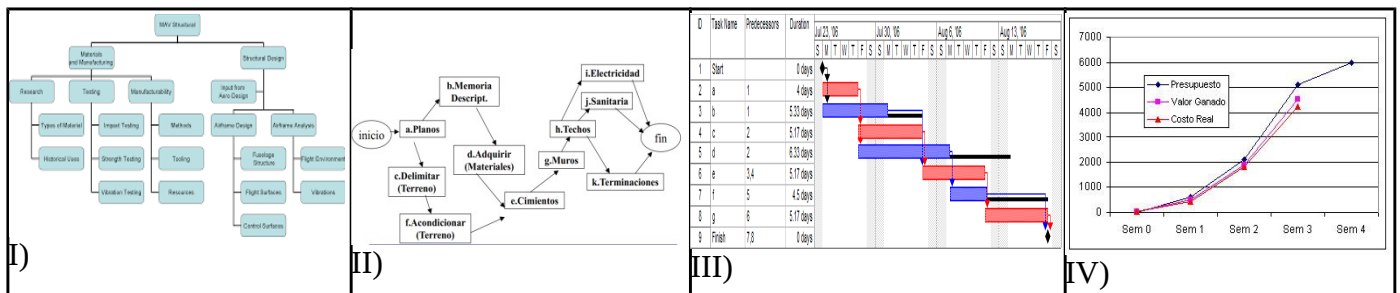 MAV Structural
Materials
and Manufacturing
Structural Design
Research
Testing
Manufacturability
Input from
Aero Design
Types of Material
Impact Testing
Methods
Airframe Design
Airframe Analysis
Historical Uses
Strength Testing
Tooling
Fuselage
Structure
Flight Environment
Vibration Testing
Resources
Flight Surfaces
Vibrations
Control Surfaces
I)
inicio
a.Planos
b.Memoria
Descript.
c.Delimitar
(Terreno)
d.Adquirir
(Materiales)
f.Acondicionar
(Terreno)
e.Cimientos
g.Muros
h.Techos
i.Electricidad
j.Sanitaria
k.Terminaciones
fin
II)
ID Task Name Predecessors Duration
Jul 23, '06 Jul 30, '06 Aug 6, '06 Aug 13, '06
S M T W T F S S M T W T F S S M T W T F S S M T W T F S
1 Start 0 days
2 a 1 4 days
3 b 1 5.33 days
4 c 2 5.17 days
5 d 2 6.33 days
6 e 3,4 5.17 days
7 f 5 4.5 days
8 g 6 5.17 days
9 Finish 7,8 0 days
III)
7000
6000
5000
4000
3000
2000
1000
0
Presupuesto
Valor Ganado
Costo Real
Sem 0 Sem 1 Sem 2 Sem 3 Sem 4
IV)